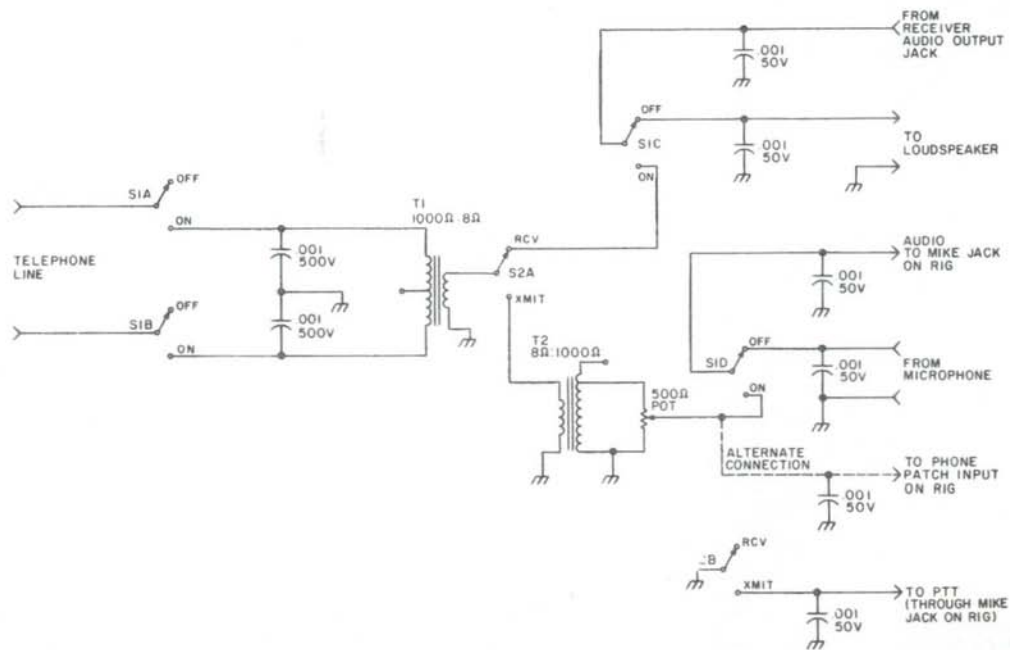 FROM
RECEIVER
AUDIO OUTPUT
JACK
.001
50V
OFF
S1C
ON
.001
50V
TO
LOUDSPEAKER
S1A
OFF
ON
TELEPHONE
LINE
S1B
OFF
ON
.001
500V
.001
500V
T1
1000Ω:8Ω
RCV
S2A
XMIT
T2
8Ω:1000Ω
500Ω
POT
AUDIO
TO MIKE JACK
ON RIG
.001
50V
S1D
OFF
ON
.001
50V
FROM
MICROPHONE
ALTERNATE
CONNECTION
TO PHONE
PATCH INPUT
ON RIG
.001
50V
RCV
XMIT
TO PTT
(THROUGH MIKE
JACK ON RIG)
.001
50V